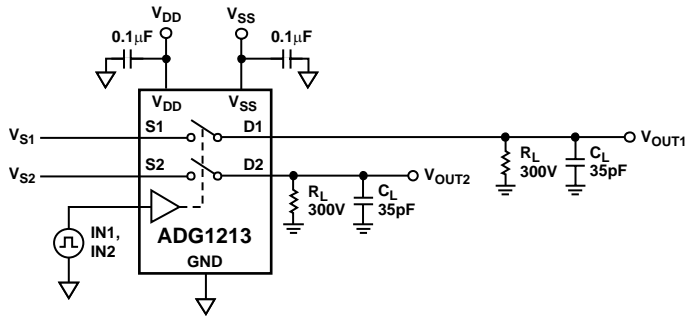 VDD
VSS
0.1µF
0.1µF
VDD
VSS
VS1
S1
D1
VOUT1
VS2
S2
D2
VOUT2
RL
300V
CL
35pF
RL
300V
CL
35pF
IN1,
IN2
ADG1213
GND